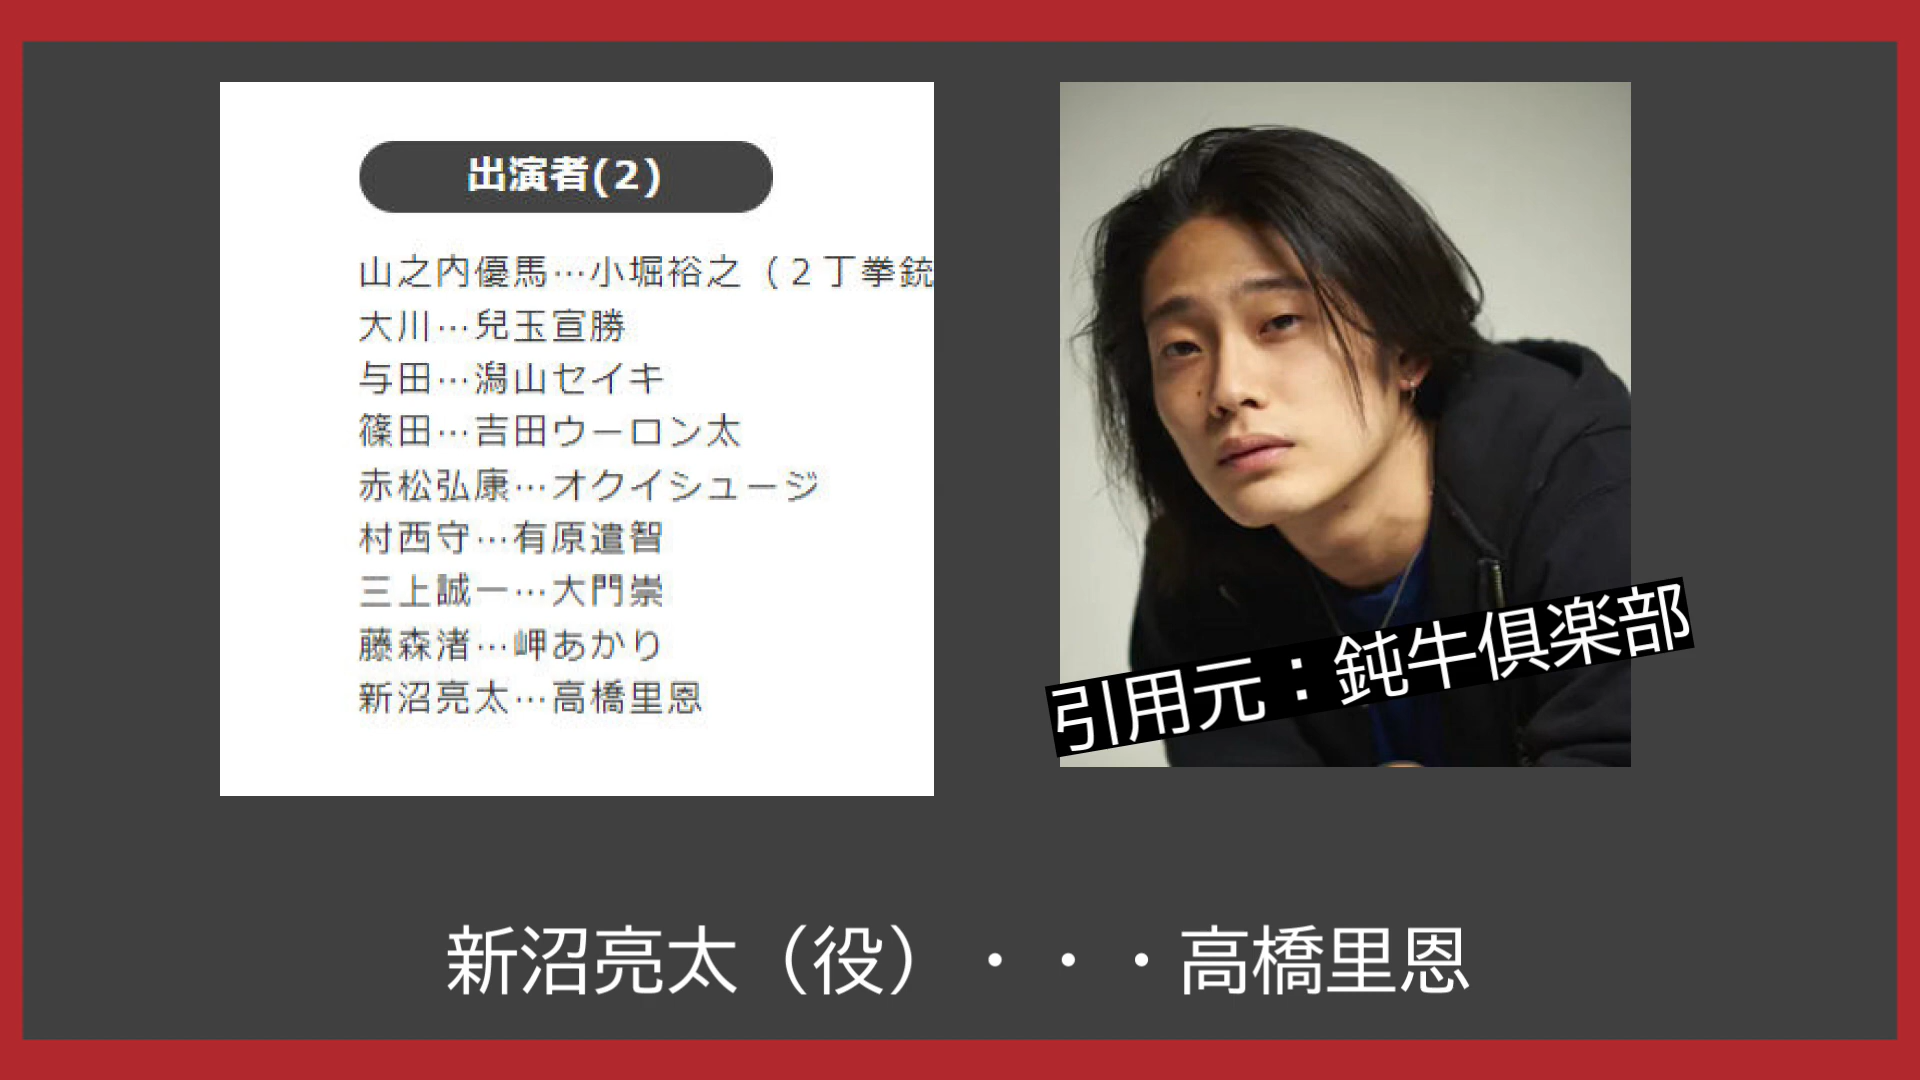 出演者(2)
山之内優馬…小堀裕之（２丁拳銃
大川…兒玉宣勝
与田…潟山セイキ
篠田…吉田ウーロン太
赤松弘康…オクイシュージ
村西守…有原遣智
三上誠一…大門崇
藤森渚…岬あかり
新沼亮太…高橋里恩
引用元：鈍牛俱楽部
新沼亮太（役）・・・高橋里恩